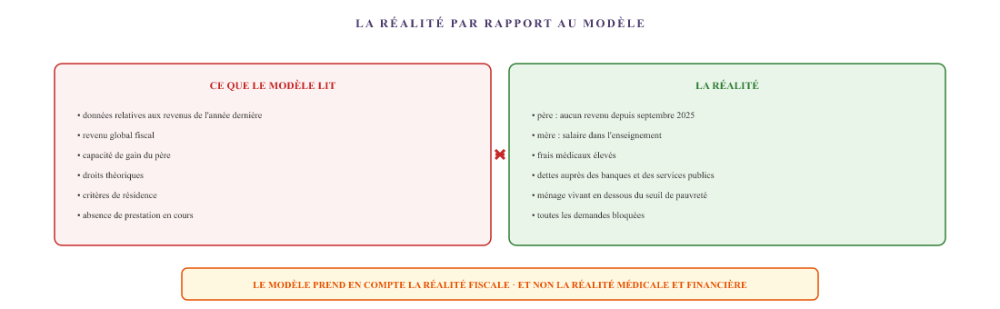 LA RÉALITÉ PAR RAPPORT AU MODÈLE
CE QUE LE MODÈLE LIT
• données relatives aux revenus de l'année dernière
• revenu global fiscal
• capacité de gain du père
• droits théoriques
• critères de résidence
• absence de prestation en cours
LA RÉALITÉ
• père : aucun revenu depuis septembre 2025
• mère : salaire dans l'enseignement
• frais médicaux élevés
• dettes auprès des banques et des services publics
• ménage vivant en dessous du seuil de pauvreté
• toutes les demandes bloquées
LE MODÈLE PREND EN COMPTE LA RÉALITÉ FISCALE · ET NON LA RÉALITÉ MÉDICALE ET FINANCIÈRE